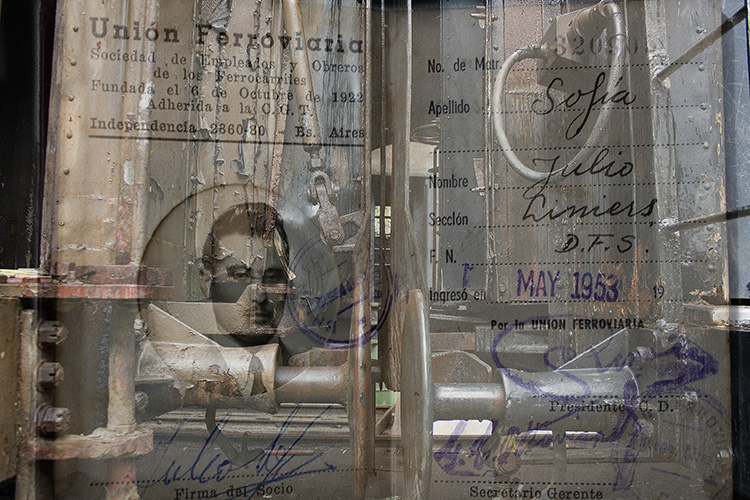 Unión Ferroviaria
Sociedad de Empleados y Obreros
de los Ferrocarriles
Fundada el 6 de Octubre de 1922
Adherida a la C.G.T.
Independencia 2860-80 Bs. Aires
Firma del Socio
No. de Matr.
Apellido Sofía
Nombre Julio
Sección Liniers
F. N. D.F.S.
Ingresó en MAY 1953 19
Por la UNION FERROVIARIA
Presidente C. D.
Secretario Gerente